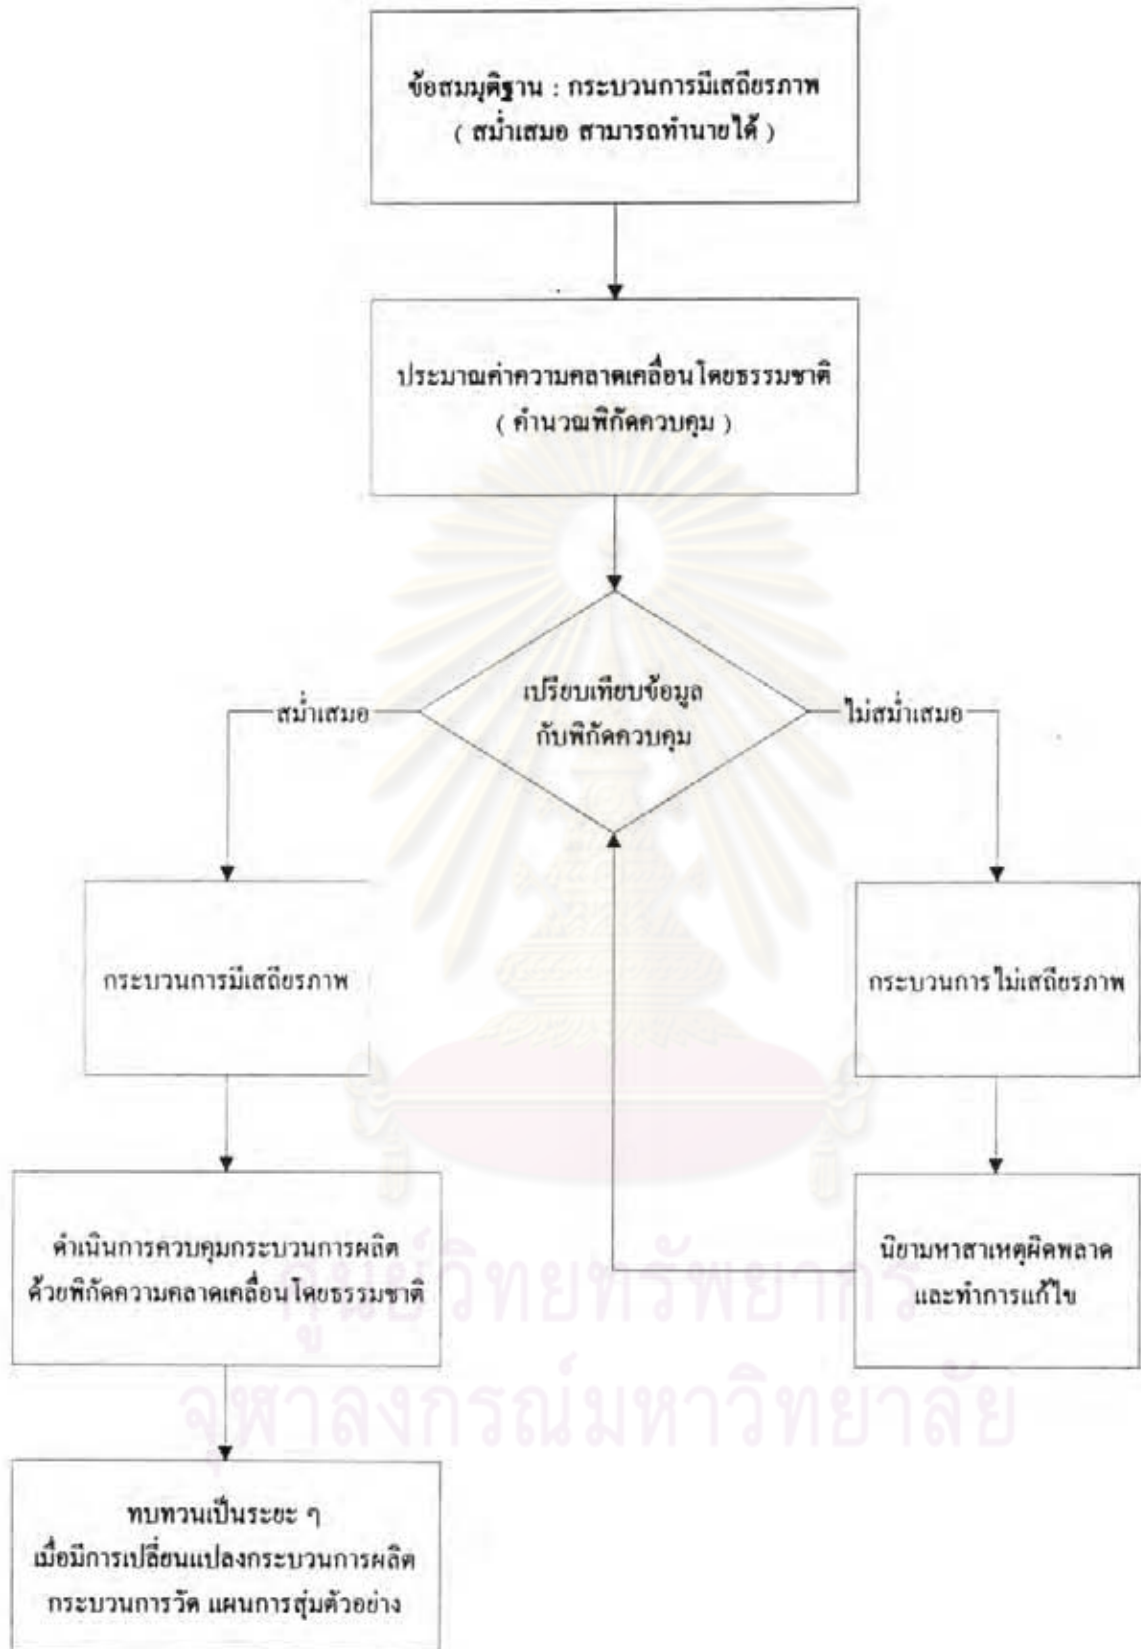 ข้อสมมุติฐาน : กระบวนการมีเสถียรภาพ
( สม่ำเสมอ สามารถทำนายได้ )
ประมาณค่าความคลาดเคลื่อนโดยธรรมชาติ
( คำนวณพิกัดควบคุม )
เปรียบเทียบข้อมูล
กับพิกัดควบคุม
สม่ำเสมอ
ไม่สม่ำเสมอ
กระบวนการมีเสถียรภาพ
กระบวนการไม่เสถียรภาพ
ดำเนินการควบคุมกระบวนการผลิต
ด้วยพิกัดความคลาดเคลื่อนโดยธรรมชาติ
นิยามหาสาเหตุผิดพลาด
และทำการแก้ไข
ศูนย์วิทยทรัพยากร
จุฬาลงกรณ์มหาวิทยาลัย
ทบทวนเป็นระยะ ๆ
เมื่อมีการเปลี่ยนแปลงกระบวนการผลิต
กระบวนการวัด แผนการสุ่มตัวอย่าง